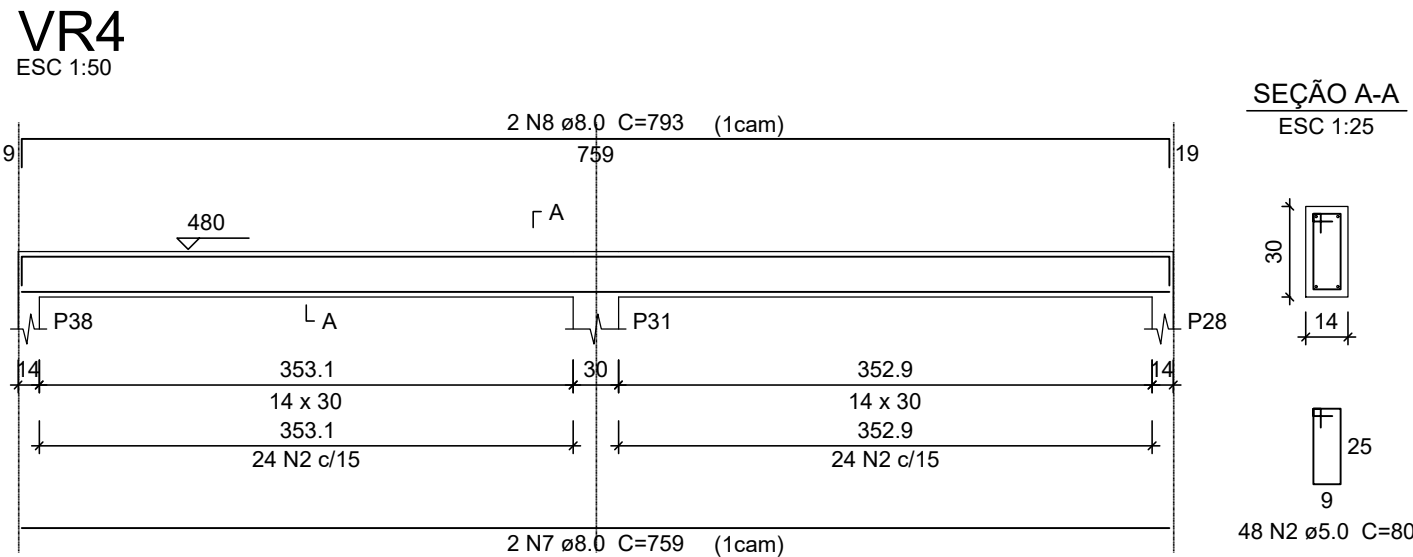 VR4
ESC 1:50
SEÇÃO A-A
ESC 1:25
2 N8 ø8.0 C=793 (1cam)
9
759
19
480
A
30
14
P38
A
P31
P28
14
353.1
30
352.9
14
14 x 30
14 x 30
353.1
352.9
24 N2 c/15
24 N2 c/15
25
9
48 N2 ø5.0 C=80
2 N7 ø8.0 C=759 (1cam)